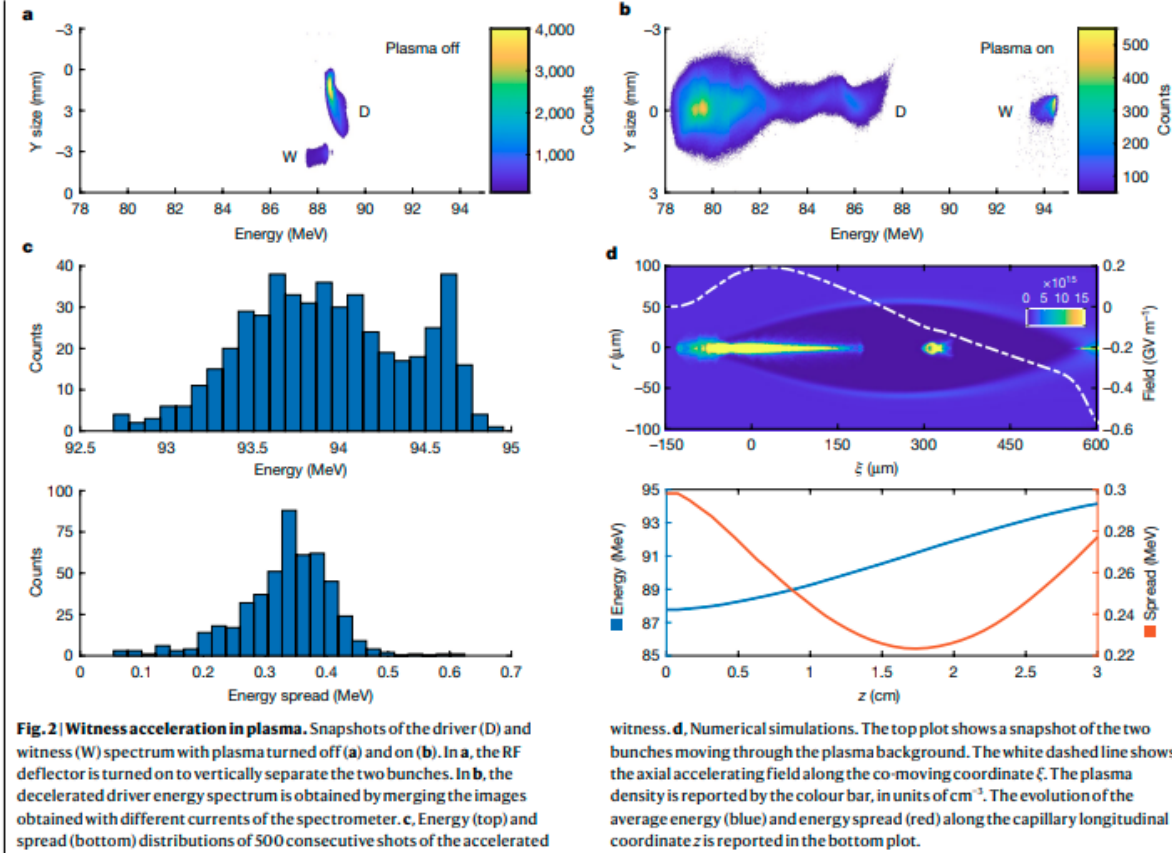 a
−3
0
3
−3
0
Y size (mm)
Plasma off
D
W
78 80 82 84 86 88 90 92 94
Energy (MeV)
4,000
3,000
2,000
1,000
Counts
b
−3
0
3
Y size (mm)
Plasma on
D
W
78 80 82 84 86 88 90 92 94
Energy (MeV)
500
400
300
200
100
Counts
c
40
30
20
10
0
Counts
92.5 93 93.5 94 94.5 95
Energy (MeV)
100
75
50
25
0
Counts
0 0.1 0.2 0.3 0.4 0.5 0.6 0.7
Energy spread (MeV)
d
100
50
0
−50
−100
r (μm)
×10¹⁵
0 5 10 15
0.2
0
−0.2
−0.4
−0.6
Field (GV m⁻¹)
−150 0 150 300 450 600
ξ (μm)
95
93
91
89
87
85
Energy (MeV)
0.3
0.28
0.26
0.24
0.22
Spread (MeV)
0 0.5 1 1.5 2 2.5 3
z (cm)
Fig. 2 | Witness acceleration in plasma. Snapshots of the driver (D) and
witness (W) spectrum with plasma turned off (a) and on (b). In a, the RF
deflector is turned on to vertically separate the two bunches. In b, the
decelerated driver energy spectrum is obtained by merging the images
obtained with different currents of the spectrometer. c, Energy (top) and
spread (bottom) distributions of 500 consecutive shots of the accelerated
witness. d, Numerical simulations. The top plot shows a snapshot of the two
bunches moving through the plasma background. The white dashed line shows
the axial accelerating field along the co-moving coordinate ξ. The plasma
density is reported by the colour bar, in units of cm⁻³. The evolution of the
average energy (blue) and energy spread (red) along the capillary longitudinal
coordinate z is reported in the bottom plot.